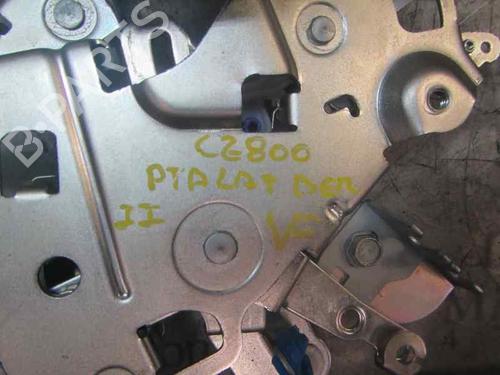 B-PARTS
C2800
PTA LAT DER
II VF